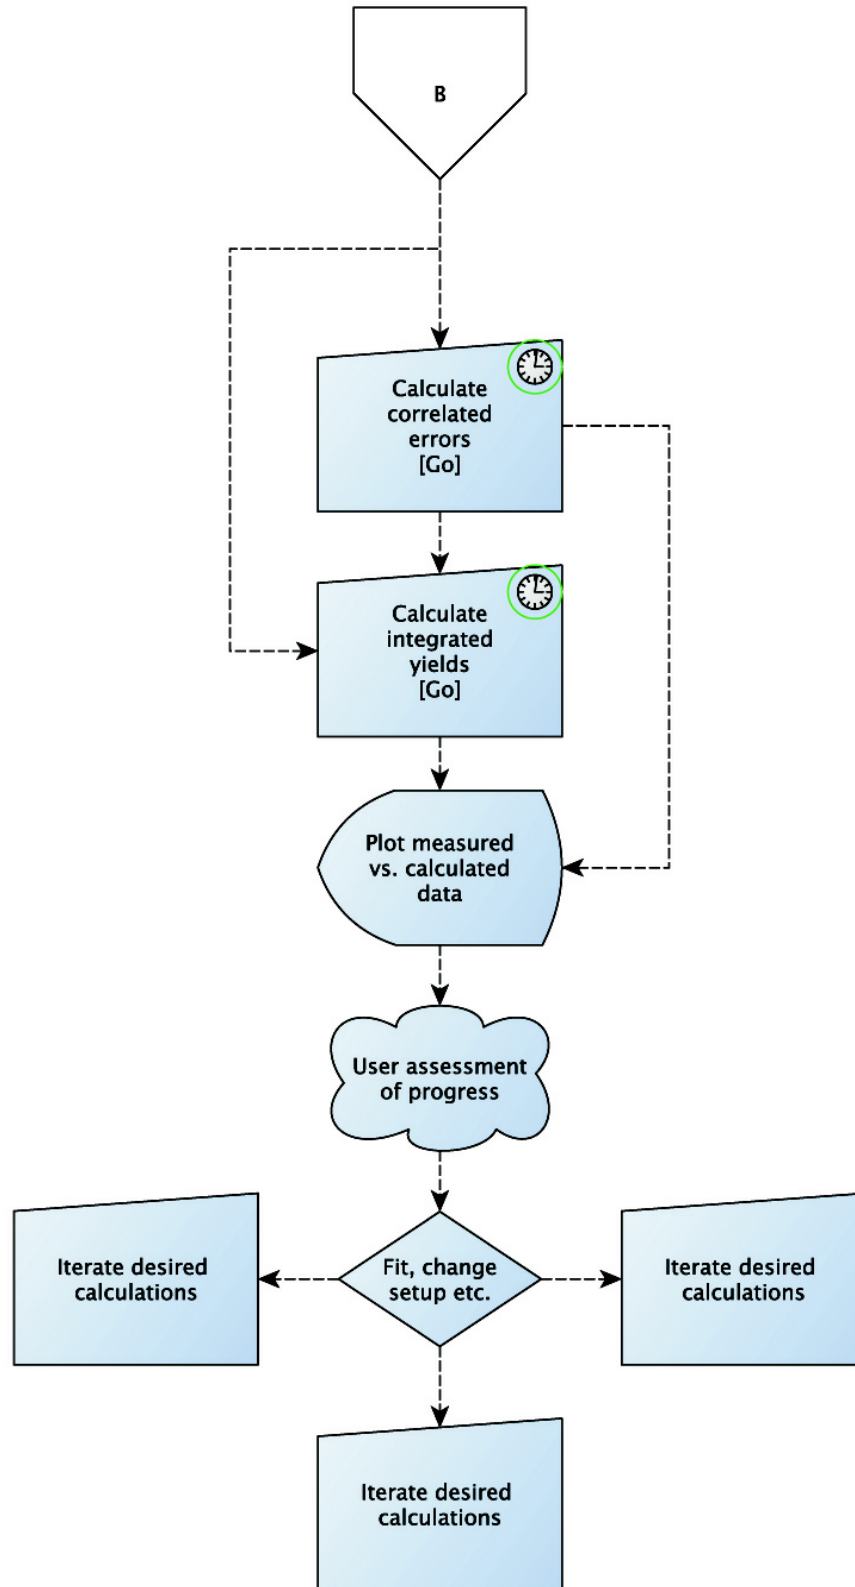 B
Calculate
correlated
errors
[Go]
Calculate
integrated
yields
[Go]
Plot measured
vs. calculated
data
User assessment
of progress
Iterate desired
calculations
Fit, change
setup etc.
Iterate desired
calculations
Iterate desired
calculations